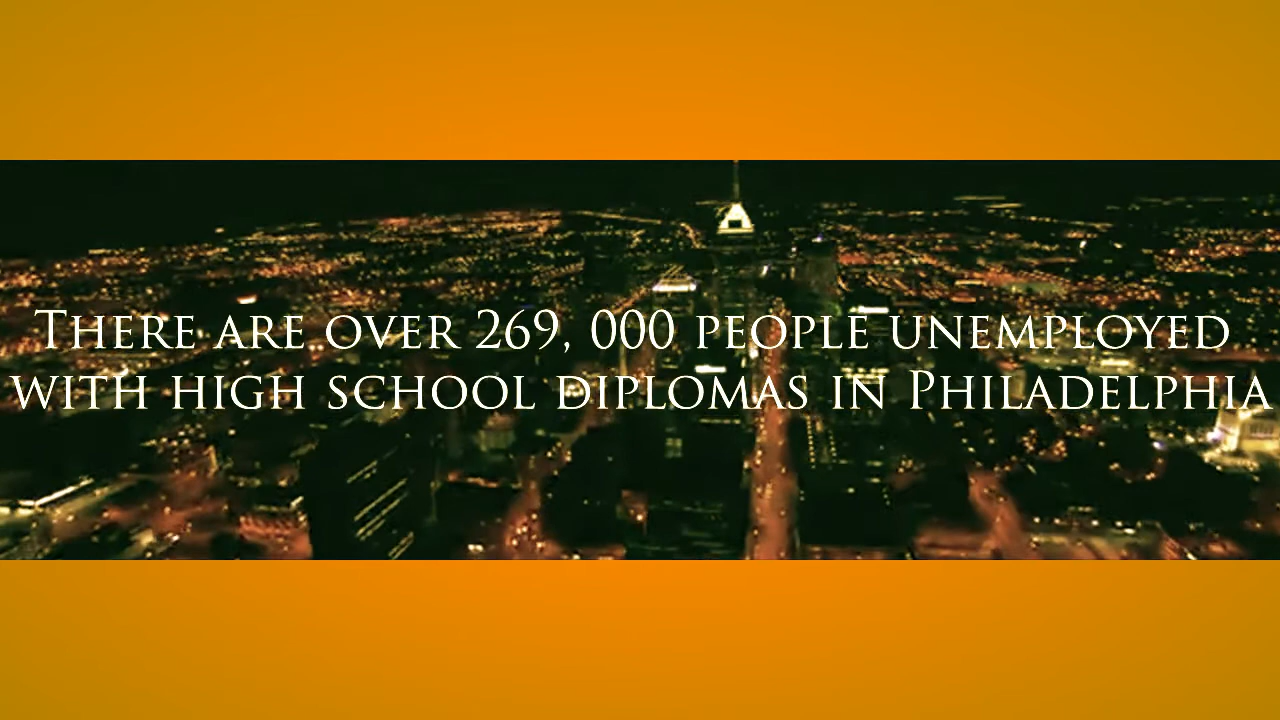 There are over 269, 000 people unemployed
with high school diplomas in Philadelphia